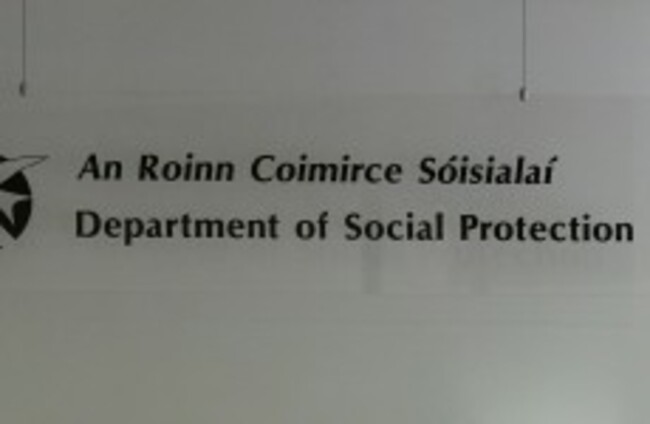 An Roinn Coimirce Sóisialaí
Department of Social Protection